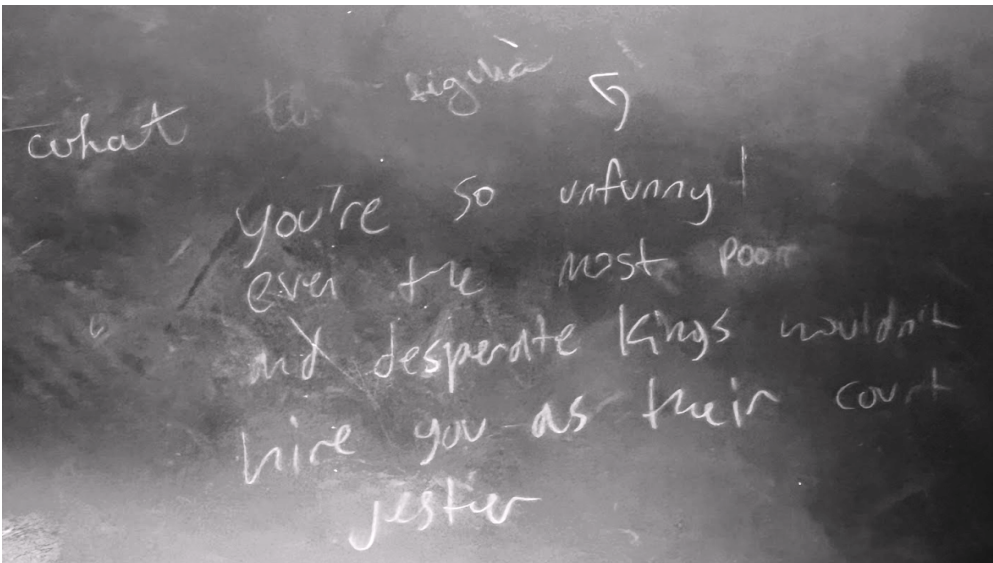 what the sigma
you're so unfunny!
even the most poor
and desperate kings wouldn't
hire you as their court
jester